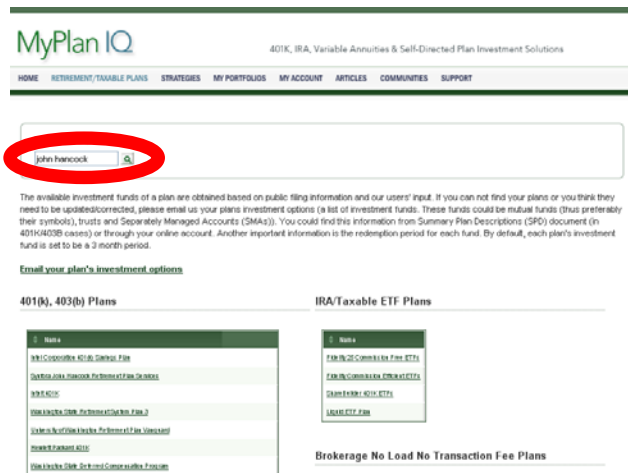 MyPlan IQ
401K, IRA, Variable Annuities & Self-Directed Plan Investment Solutions
HOME RETIREMENT/TAXABLE PLANS STRATEGIES MY PORTFOLIOS MY ACCOUNT ARTICLES COMMUNITIES SUPPORT
john hancock
The available investment funds of a plan are obtained based on public filing information and our users' input. If you can not find your plans or you think they
need to be updated/corrected, please email us your plans investment options (a list of investment funds. These funds could be mutual funds (thus preferably
their symbols), trusts and Separately Managed Accounts (SMAs)). You could find this information from Summary Plan Descriptions (SPD) document (in
401K/403B cases) or through your online account. Another important information is the redemption period for each fund. By default, each plan's investment
fund is set to be a 3 month period.
Email your plan's investment options
401(k), 403(b) Plans
Name
Intel Corporation 401(k) Savings Plan
John Hancock Retirement Plan Services
Intuit 401K
Washington State Retirement System Plan 3
University of Washington Retirement Plan Vanguard
Hewlett Packard 401K
Washington State Deferred Compensation Program
IRA/Taxable ETF Plans
Name
Fidelity 25 Commission Free ETFs
Fidelity Commission Efficient ETFs
ShareBuilder 401K ETFs
Liquid ETF Plan
Brokerage No Load No Transaction Fee Plans